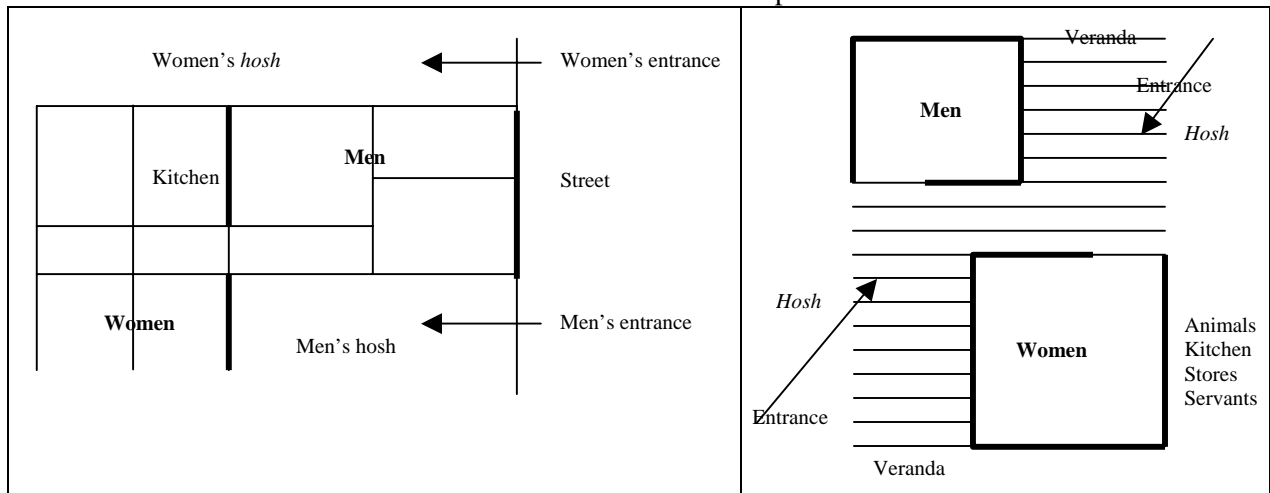 Women's hosh
Women's entrance
Men
Kitchen
Street
Women
Men's hosh
Men's entrance
Veranda
Entrance
Men
Hosh
Hosh
Women
Animals
Kitchen
Stores
Servants
Entrance
Veranda